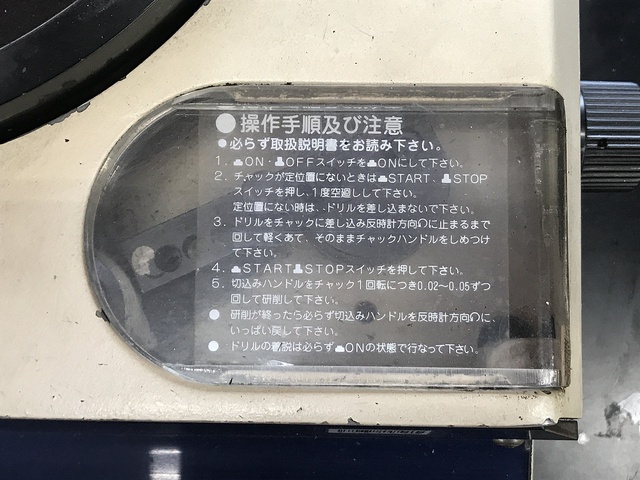 ●操作手順及び注意
●必らず取扱説明書をお読み下さい。
1. ⏏ON・⏏OFFスイッチを⏏ONにして下さい。
2. チャックが定位置にないときは⏏START、⏏STOP
スイッチを押し、1度空廻しして下さい。
定位置にない時は、ドリルを差し込まないで下さい。
3. ドリルをチャックに差し込み反時計方向に止まるまで
回して軽くあて、そのままチャックハンドルをしめつけ
て下さい。
4. ⏏START⏏STOPスイッチを押して下さい。
5. 切込みハンドルをチャック1回転につき0.02〜0.05ずつ
回して研削して下さい。
● 研削が終ったら必らず切込みハンドルを反時計方向に、
いっぱい戻して下さい。
● ドリルの着脱は必らず⏏ONの状態で行なって下さい。